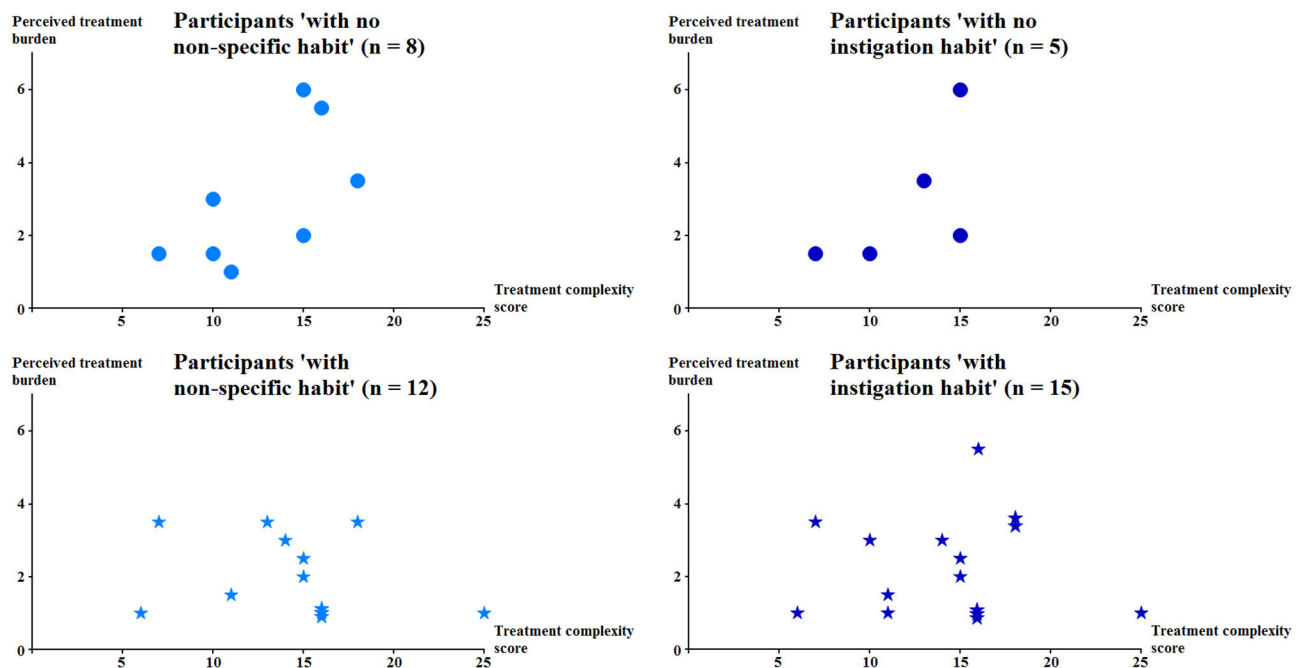 Perceived treatment
burden
Participants 'with no
non-specific habit' (n = 8)
6
4
2
0
5
10
15
20
25
Treatment complexity
score
Perceived treatment
burden
Participants 'with no
instigation habit' (n = 5)
6
4
2
0
5
10
15
20
25
Treatment complexity
score
Perceived treatment
burden
Participants 'with
non-specific habit' (n = 12)
6
4
2
0
5
10
15
20
25
Treatment complexity
score
Perceived treatment
burden
Participants 'with
instigation habit' (n = 15)
6
4
2
0
5
10
15
20
25
Treatment complexity
score